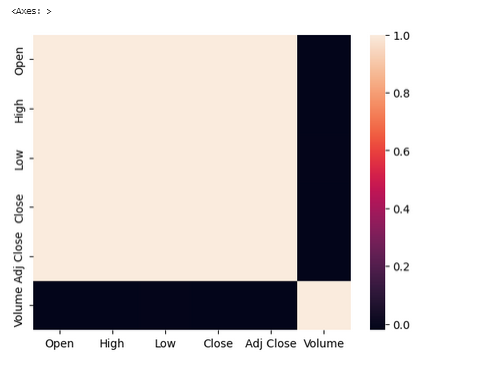 <Axes: >
Open
High
Low
Close
Adj Close
Volume
1.0
0.8
0.6
0.4
0.2
0.0
Open High Low Close Adj Close Volume